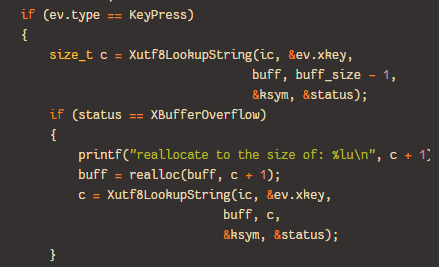 if (ev.type == KeyPress)
{
size_t c = Xutf8LookupString(ic, &ev.xkey,
buff, buff_size - 1,
&ksym, &status);
if (status == XBufferOverflow)
{
printf("reallocate to the size of: %lu\n", c + 1)
buff = realloc(buff, c + 1);
c = Xutf8LookupString(ic, &ev.xkey,
buff, c,
&ksym, &status);
}